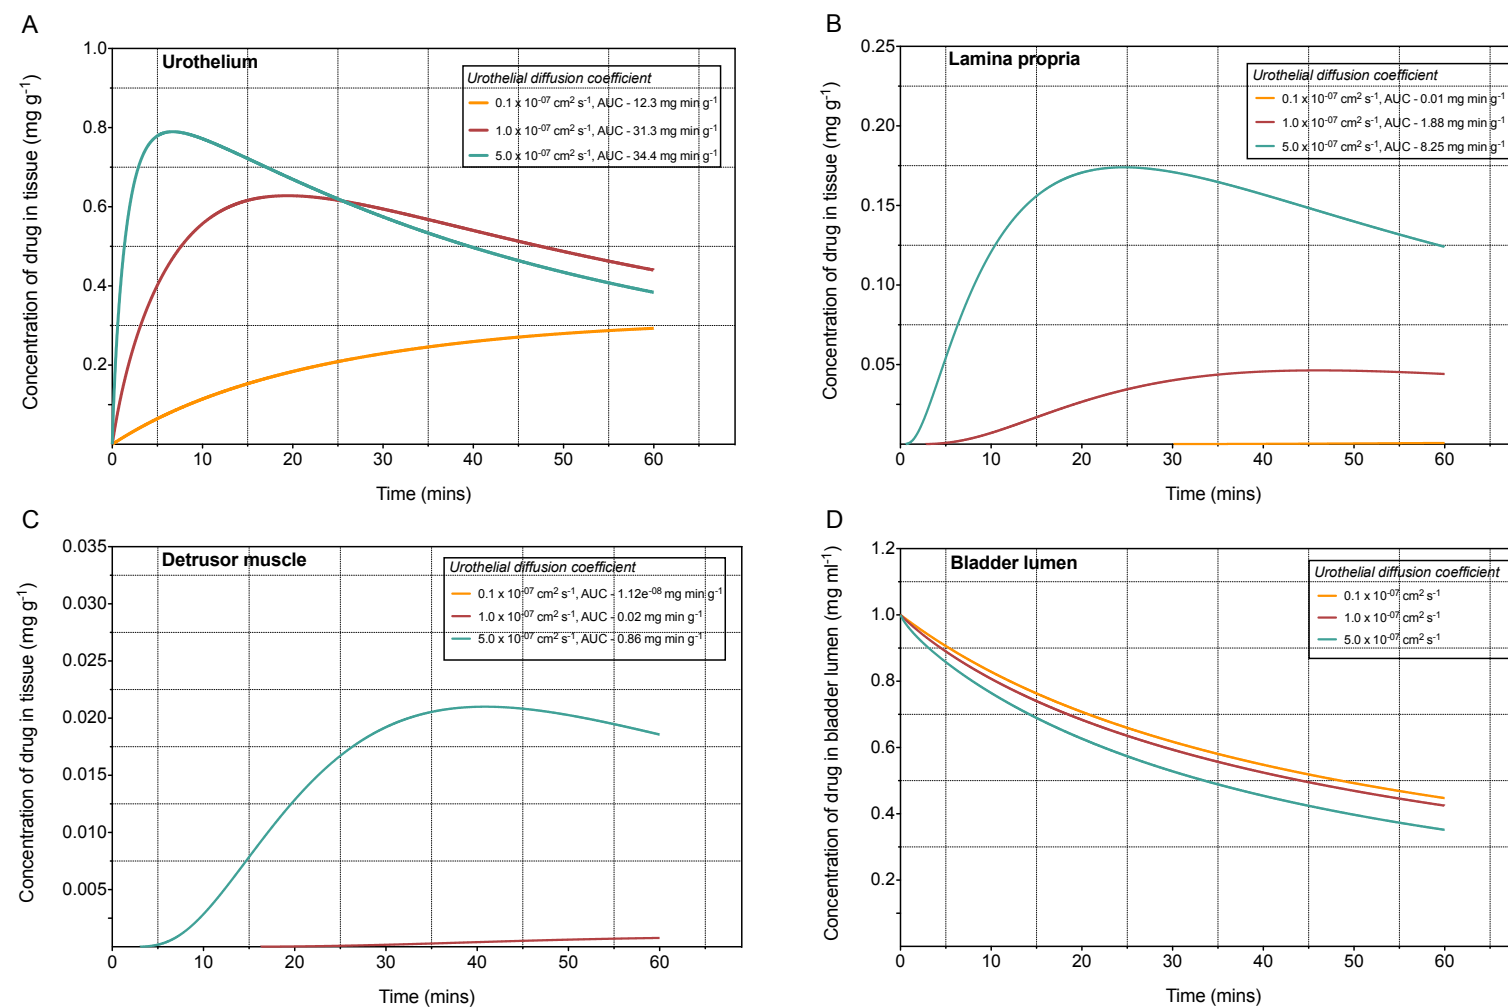 A
Urothelium
Concentration of drug in tissue (mg g⁻¹)
1.0
0.8
0.6
0.4
0.2
Urothelial diffusion coefficient
0.1 x 10⁻⁰⁷ cm² s⁻¹, AUC - 12.3 mg min g⁻¹
1.0 x 10⁻⁰⁷ cm² s⁻¹, AUC - 31.3 mg min g⁻¹
5.0 x 10⁻⁰⁷ cm² s⁻¹, AUC - 34.4 mg min g⁻¹
0 10 20 30 40 50 60
Time (mins)
B
Lamina propria
Concentration of drug in tissue (mg g⁻¹)
0.25
0.20
0.15
0.10
0.05
0
Urothelial diffusion coefficient
0.1 x 10⁻⁰⁷ cm² s⁻¹, AUC - 0.01 mg min g⁻¹
1.0 x 10⁻⁰⁷ cm² s⁻¹, AUC - 1.88 mg min g⁻¹
5.0 x 10⁻⁰⁷ cm² s⁻¹, AUC - 8.25 mg min g⁻¹
0 10 20 30 40 50 60
Time (mins)
C
Detrusor muscle
Concentration of drug in tissue (mg g⁻¹)
0.035
0.030
0.025
0.020
0.015
0.010
0.005
Urothelial diffusion coefficient
0.1 x 10⁻⁰⁷ cm² s⁻¹, AUC - 1.12e⁻⁰⁸ mg min g⁻¹
1.0 x 10⁻⁰⁷ cm² s⁻¹, AUC - 0.02 mg min g⁻¹
5.0 x 10⁻⁰⁷ cm² s⁻¹, AUC - 0.86 mg min g⁻¹
0 10 20 30 40 50 60
Time (mins)
D
Bladder lumen
Concentration of drug in bladder lumen (mg ml⁻¹)
1.2
1.0
0.8
0.6
0.4
0.2
Urothelial diffusion coefficient
0.1 x 10⁻⁰⁷ cm² s⁻¹
1.0 x 10⁻⁰⁷ cm² s⁻¹
5.0 x 10⁻⁰⁷ cm² s⁻¹
0 10 20 30 40 50 60
Time (mins)